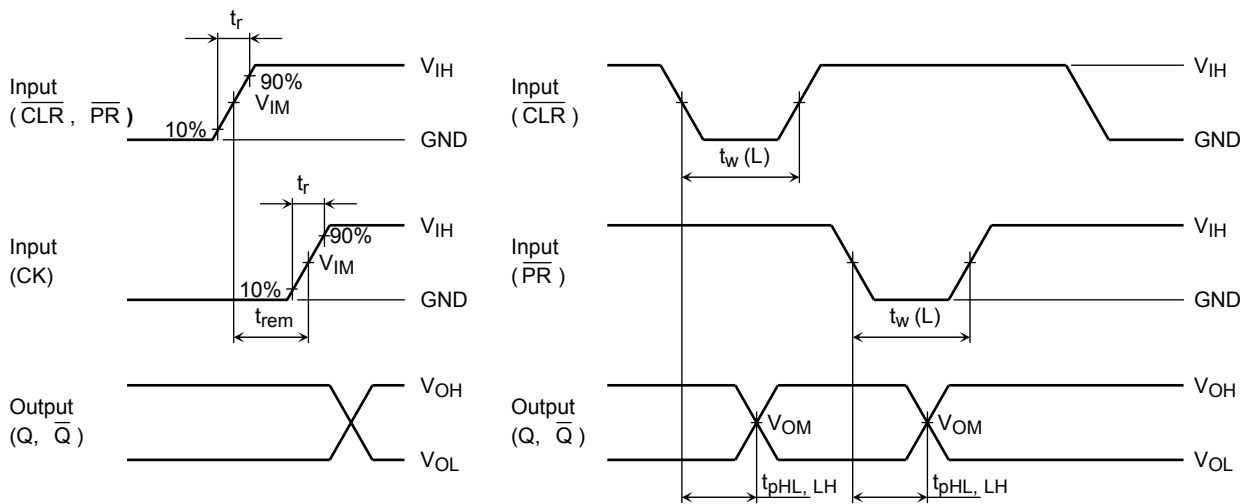 tr
Input
(CLR, PR)
10%
90%
VIM
VIH
GND
tr
Input
(CK)
10%
90%
VIM
VIH
GND
trem
Output
(Q, Q)
VOH
VOL
Input
(CLR)
VIH
GND
tw (L)
Input
(PR)
VIH
GND
tw (L)
Output
(Q, Q)
VOM
VOM
VOH
VOL
tpHL, LH
tpHL, LH